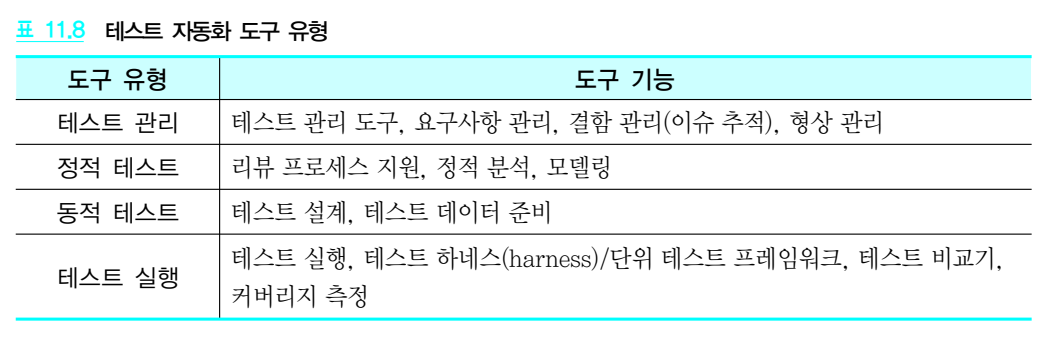 표 11.8 테스트 자동화 도구 유형
도구 유형 도구 기능
테스트 관리 테스트 관리 도구, 요구사항 관리, 결함 관리(이슈 추적), 형상 관리
정적 테스트 리뷰 프로세스 지원, 정적 분석, 모델링
동적 테스트 테스트 설계, 테스트 데이터 준비
테스트 실행 테스트 실행, 테스트 하네스(harness)/단위 테스트 프레임워크, 테스트 비교기,
커버리지 측정